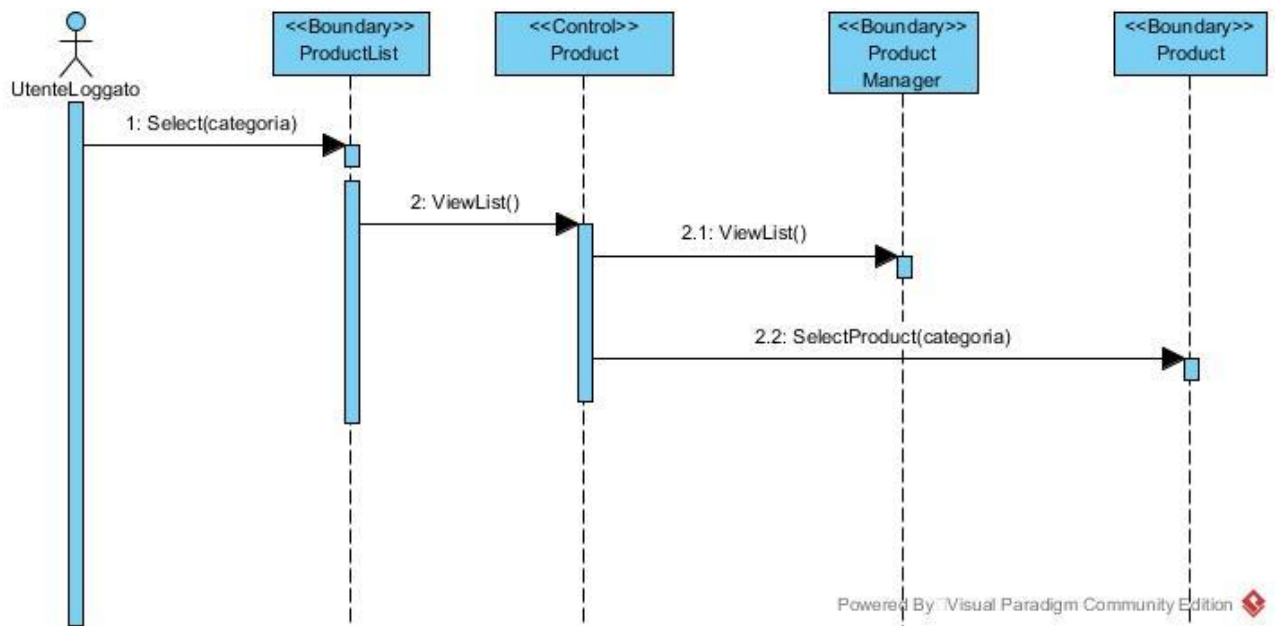 <<Boundary>>
ProductList
<<Control>>
Product
<<Boundary>>
Product
Manager
<<Boundary>>
Product
UtenteLoggato
1: Select(categoria)
2: ViewList()
2.1: ViewList()
2.2: SelectProduct(categoria)
Powered By Visual Paradigm Community Edition